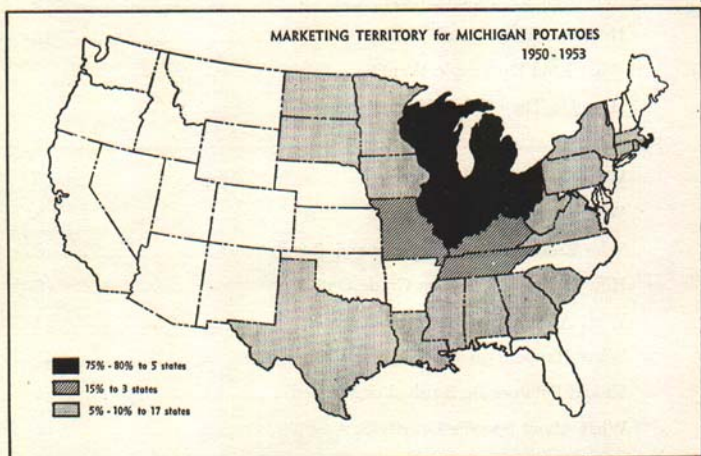 MARKETING TERRITORY for MICHIGAN POTATOES
1950-1953
75% - 80% to 5 states
15% to 3 states
5% - 10% to 17 states